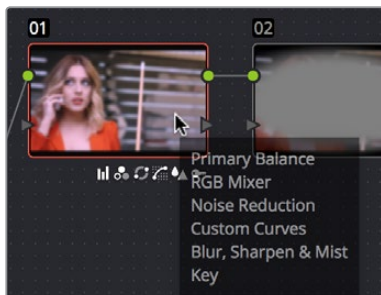 01
02
Primary Balance
RGB Mixer
Noise Reduction
Custom Curves
Blur, Sharpen & Mist
Key